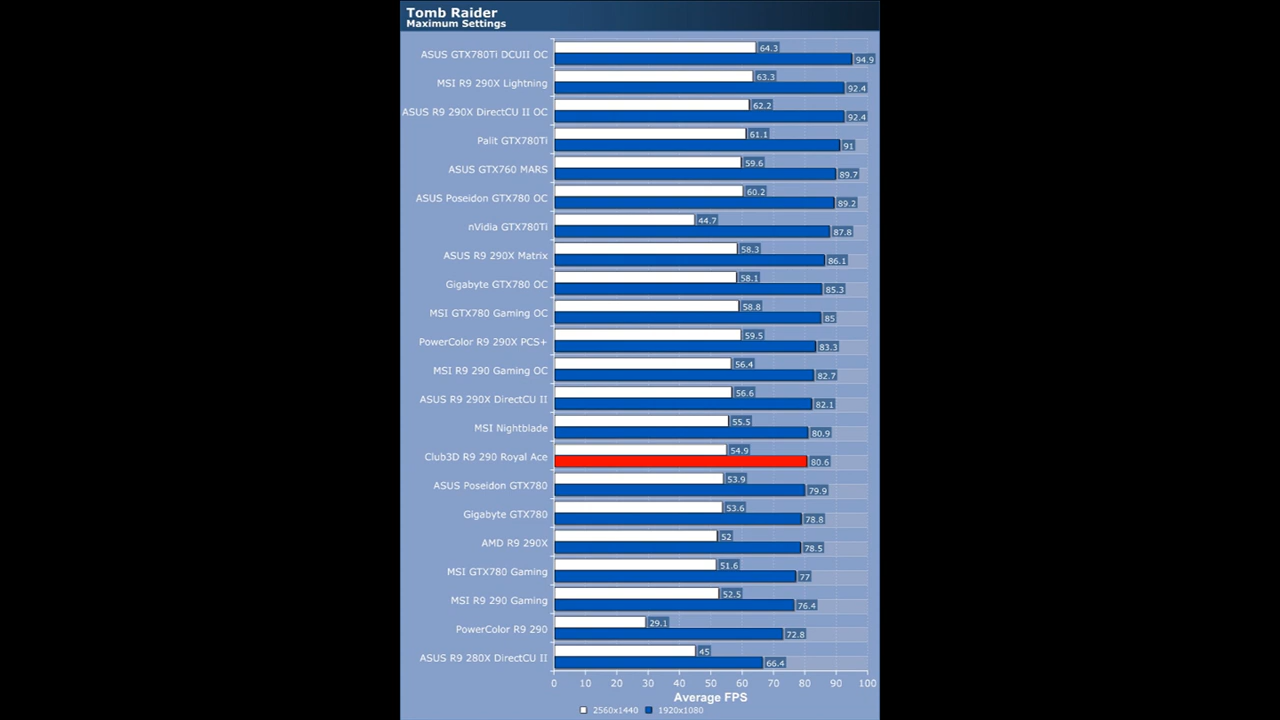 Tomb Raider
Maximum Settings
ASUS GTX780Ti DCUII OC 64.3 94.9
MSI R9 290X Lightning 63.3 92.4
ASUS R9 290X DirectCU II OC 62.2 92.4
Palit GTX780Ti 61.1 91
ASUS GTX760 MARS 59.6 89.7
ASUS Poseidon GTX780 OC 60.2 89.2
nVidia GTX780Ti 44.7 87.8
ASUS R9 290X Matrix 58.3 86.1
Gigabyte GTX780 OC 58.1 85.3
MSI GTX780 Gaming OC 58.8 85
PowerColor R9 290X PCS+ 59.5 83.3
MSI R9 290 Gaming OC 56.4 82.7
ASUS R9 290X DirectCU II 56.6 82.1
MSI Nightblade 55.5 80.9
Club3D R9 290 Royal Ace 54.9 80.6
ASUS Poseidon GTX780 53.9 79.9
Gigabyte GTX780 53.6 78.8
AMD R9 290X 52 78.5
MSI GTX780 Gaming 51.6 77
MSI R9 290 Gaming 52.5 76.4
PowerColor R9 290 29.1 72.8
ASUS R9 280X DirectCU II 45 66.4
0 10 20 30 40 50 60 70 80 90 100
Average FPS
2560x1440 1920x1080